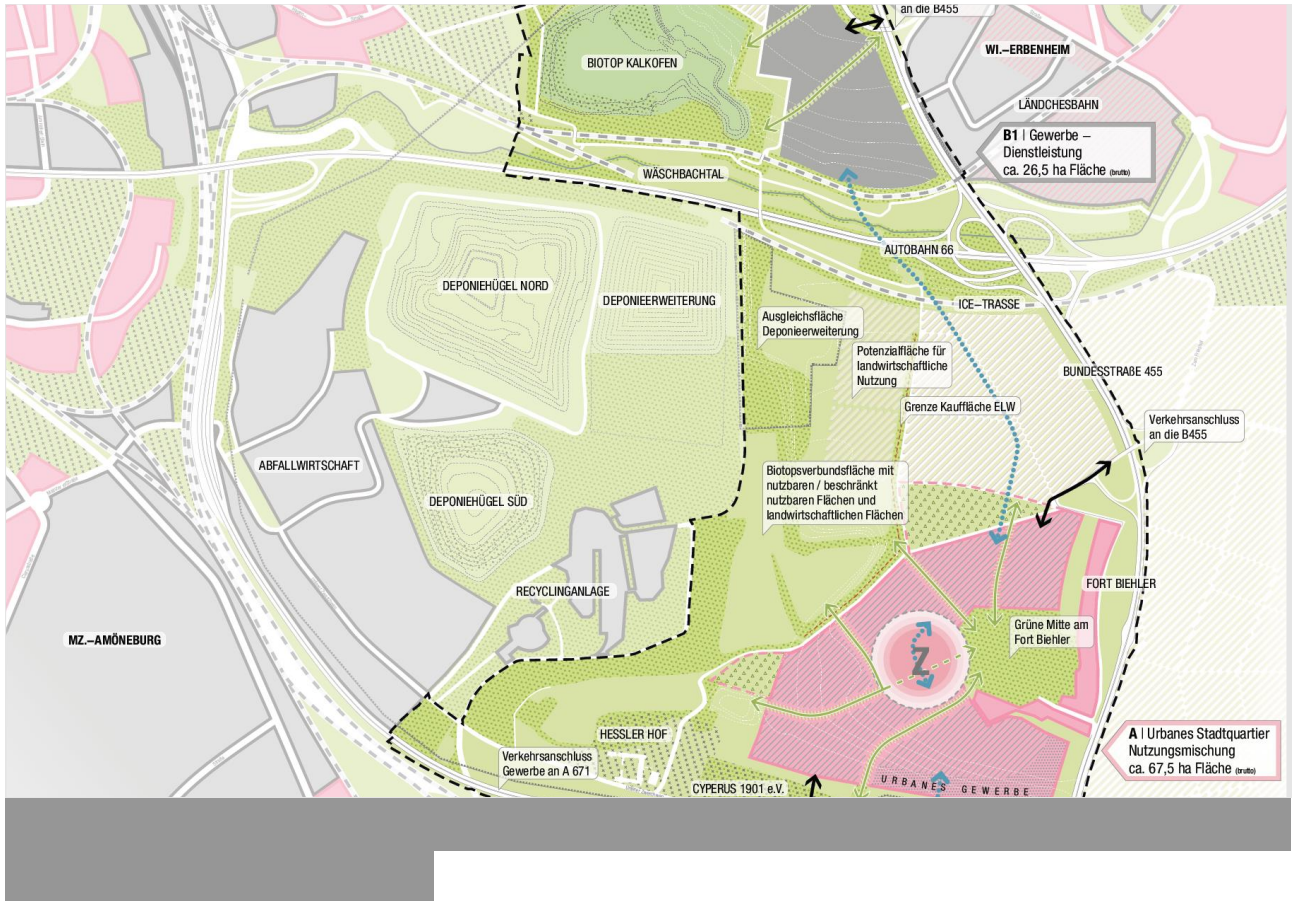 an die B455
WI.–ERBENHEIM
BIOTOP KALKOFEN
LÄNDCHESBAHN
B1 | Gewerbe –
Dienstleistung
ca. 26,5 ha Fläche (brutto)
WÄSCHBACHTAL
AUTOBAHN 66
DEPONIEHÜGEL NORD
DEPONIEERWEITERUNG
ICE–TRASSE
Ausgleichsfläche
Deponieerweiterung
Potenzialfläche für
landwirtschaftliche
Nutzung
BUNDESSTRAßE 455
Grenze Kauffläche ELW
Verkehrsanschluss
an die B455
ABFALLWIRTSCHAFT
Biotopsverbundsfläche mit
nutzbaren / beschränkt
nutzbaren Flächen und
landwirtschaftlichen Flächen
DEPONIEHÜGEL SÜD
FORT BIEHLER
RECYCLINGANLAGE
Grüne Mitte am
Fort Biehler
MZ.–AMÖNEBURG
Z
HESSLER HOF
A | Urbanes Stadtquartier
Nutzungsmischung
ca. 67,5 ha Fläche (brutto)
Verkehrsanschluss
Gewerbe an A 671
URBANES GEWERBE
CYPERUS 1901 e.V.